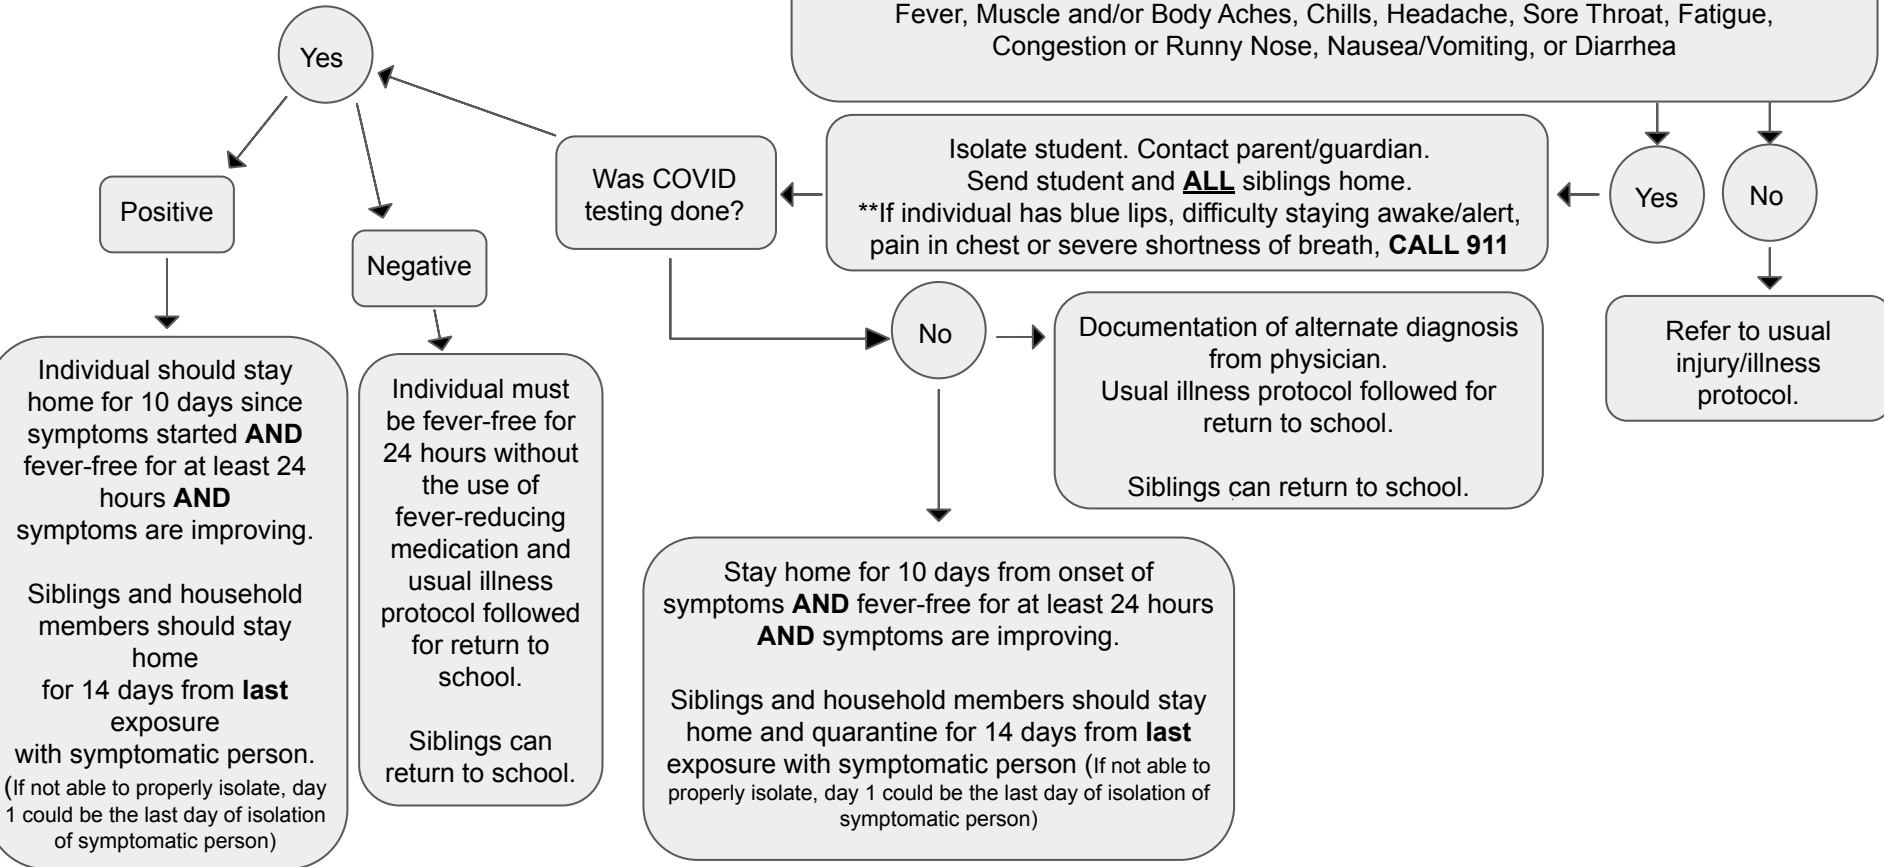 Fever, Muscle and/or Body Aches, Chills, Headache, Sore Throat, Fatigue,
Congestion or Runny Nose, Nausea/Vomiting, or Diarrhea
Yes
No
Refer to usual
injury/illness
protocol.
Isolate student. Contact parent/guardian.
Send student and ALL siblings home.
**If individual has blue lips, difficulty staying awake/alert,
pain in chest or severe shortness of breath, CALL 911
Was COVID
testing done?
Yes
Positive
Individual should stay
home for 10 days since
symptoms started AND
fever-free for at least 24
hours AND
symptoms are improving.
Siblings and household
members should stay
home
for 14 days from last
exposure
with symptomatic person.
(If not able to properly isolate, day
1 could be the last day of isolation
of symptomatic person)
Negative
Individual must
be fever-free for
24 hours without
the use of
fever-reducing
medication and
usual illness
protocol followed
for return to
school.
Siblings can
return to school.
No
Documentation of alternate diagnosis
from physician.
Usual illness protocol followed for
return to school.
Siblings can return to school.
Stay home for 10 days from onset of
symptoms AND fever-free for at least 24 hours
AND symptoms are improving.
Siblings and household members should stay
home and quarantine for 14 days from last
exposure with symptomatic person (If not able to
properly isolate, day 1 could be the last day of isolation of
symptomatic person)